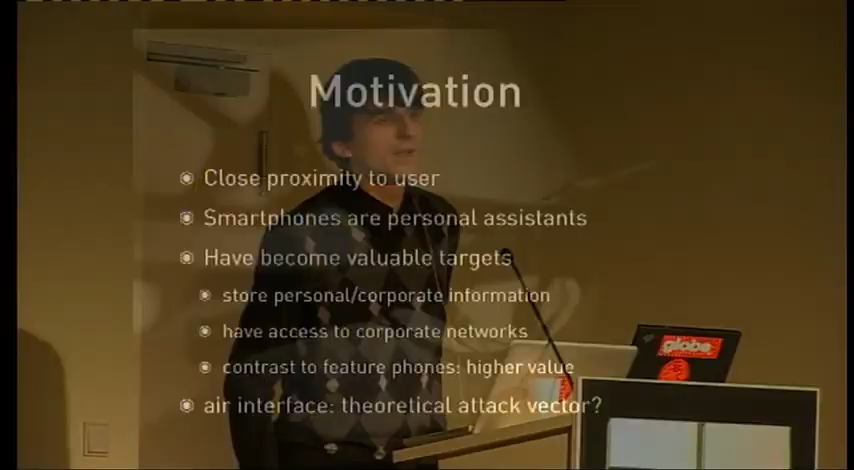 Motivation
Close proximity to user
Smartphones are personal assistants
Have become valuable targets
store personal/corporate information
have access to corporate networks
globe
contrast to feature phones: higher value
air interface: theoretical attack vector?